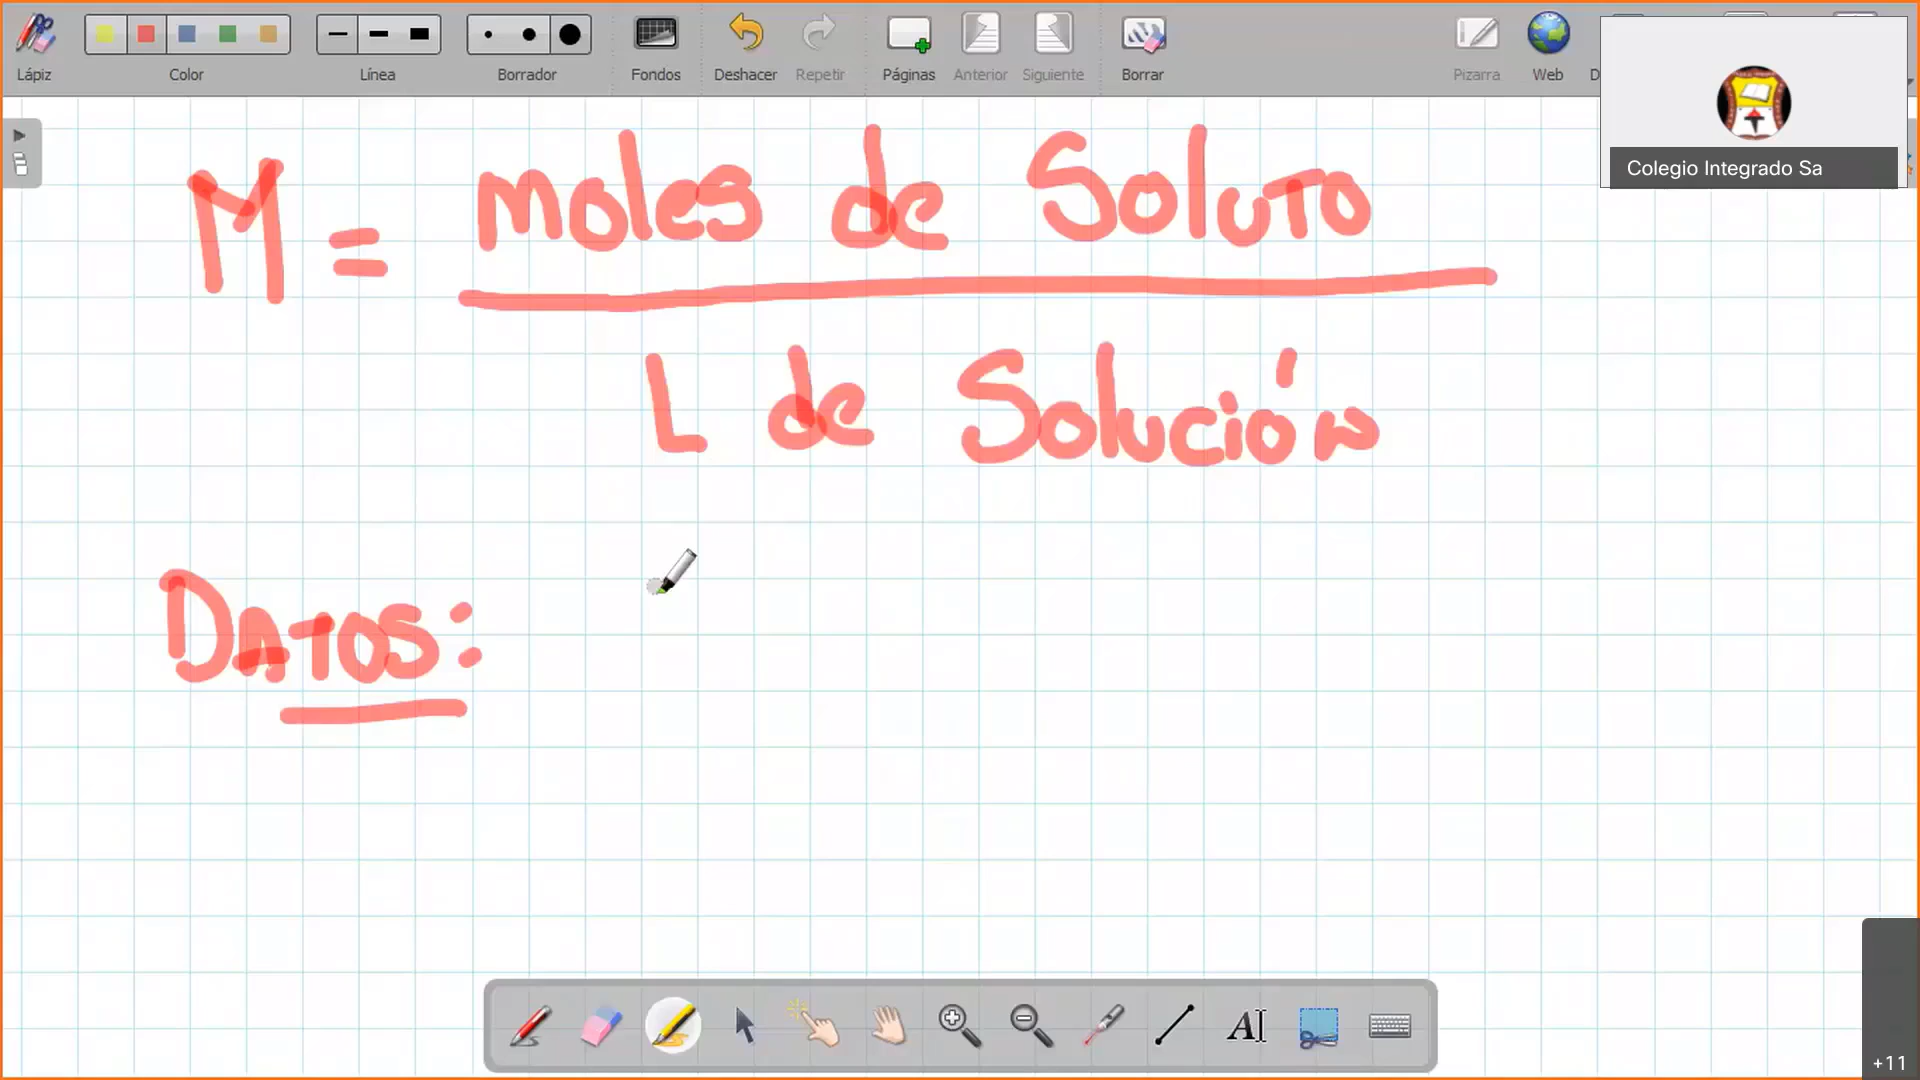 Lápiz
Color
Línea
Borrador
Fondos
Deshacer
Repetir
Páginas
Anterior
Siguiente
Borrar
Pizarra
Web
D
Colegio Integrado Sa
M = moles de Soluto
L de Solución
DATOS:
A
+11